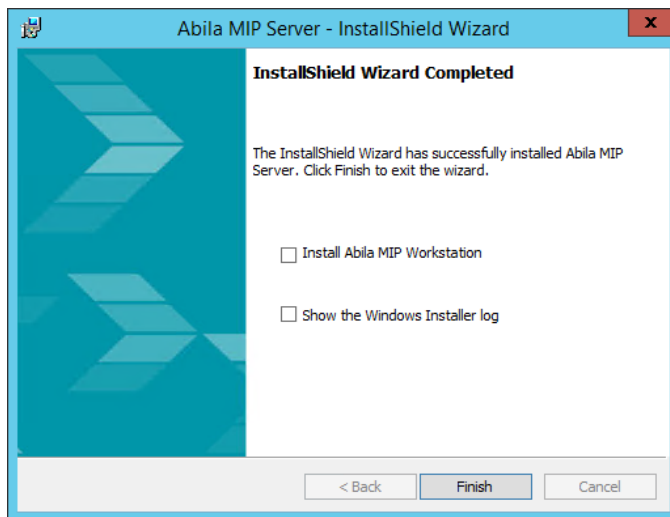 Abila MIP Server - InstallShield Wizard
x
InstallShield Wizard Completed
The InstallShield Wizard has successfully installed Abila MIP
Server. Click Finish to exit the wizard.
Install Abila MIP Workstation
Show the Windows Installer log
< Back
Finish
Cancel